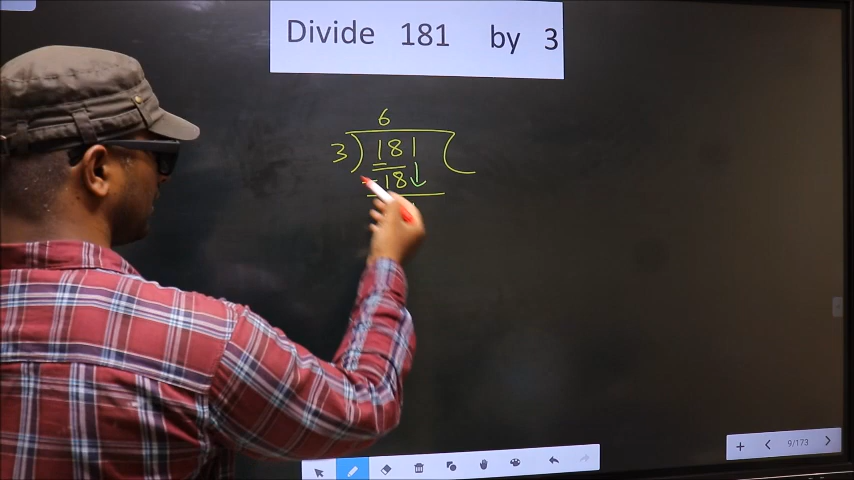 Divide 181 by 3
6
3 ) 181 (
- 18 ↓
9/173